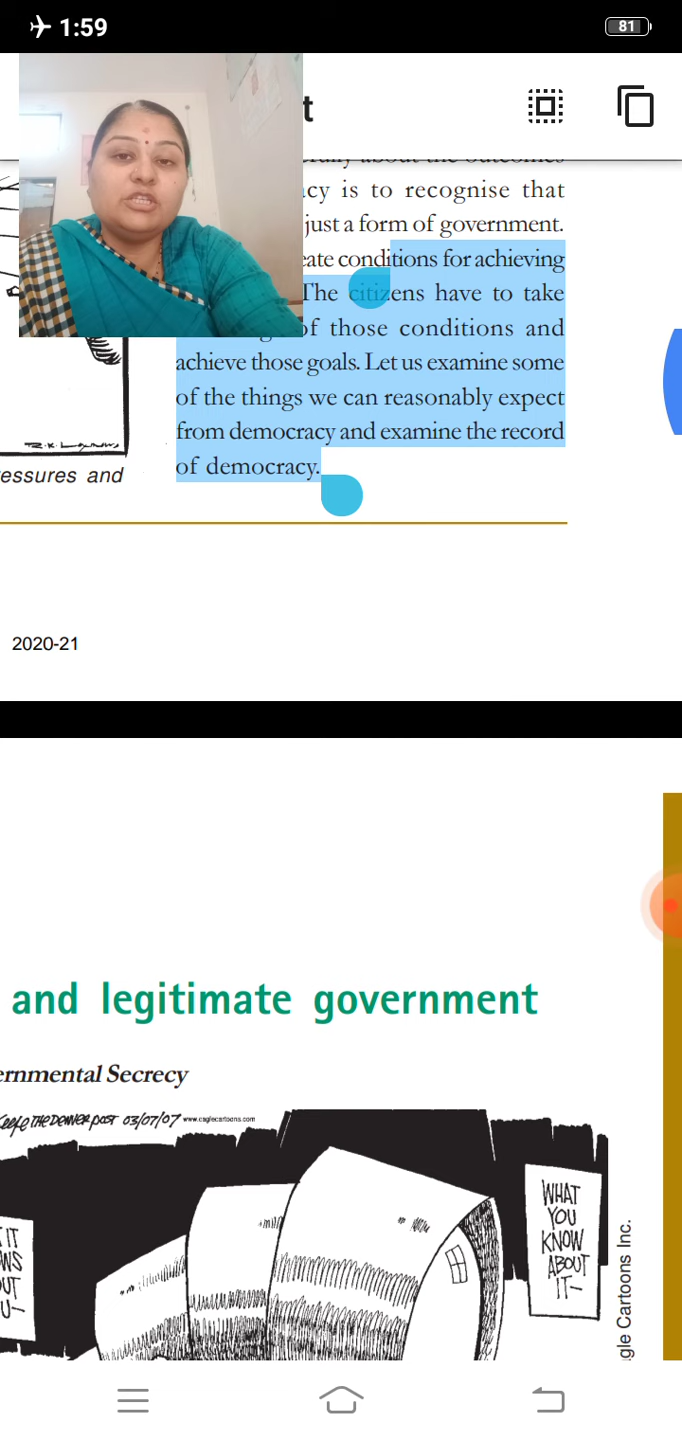 1:59
81
t
is to recognise that
just a form of government.
conditions for achieving
The citizens have to take
of those conditions and
achieve those goals. Let us examine some
of the things we can reasonably expect
from democracy and examine the record
of democracy.
essures and
2020-21
and legitimate government
ernmental Secrecy
THE DENVER POST 03/07/07 www.caglecartoons.com
WHAT
YOU
KNOW
ABOUT
IT-
IT
WS
OUT
U-
gle Cartoons Inc.